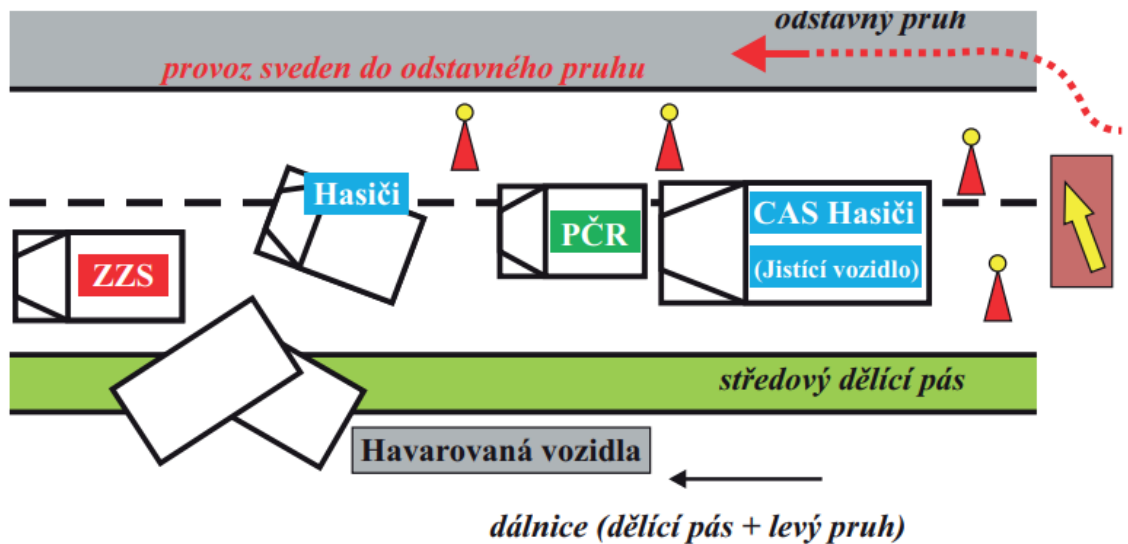 odstavný pruh
provoz sveden do odstavného pruhu
Hasiči
PČR
CAS Hasiči
(Jistící vozidlo)
ZZS
středový dělící pás
Havarovaná vozidla
dálnice (dělící pás + levý pruh)